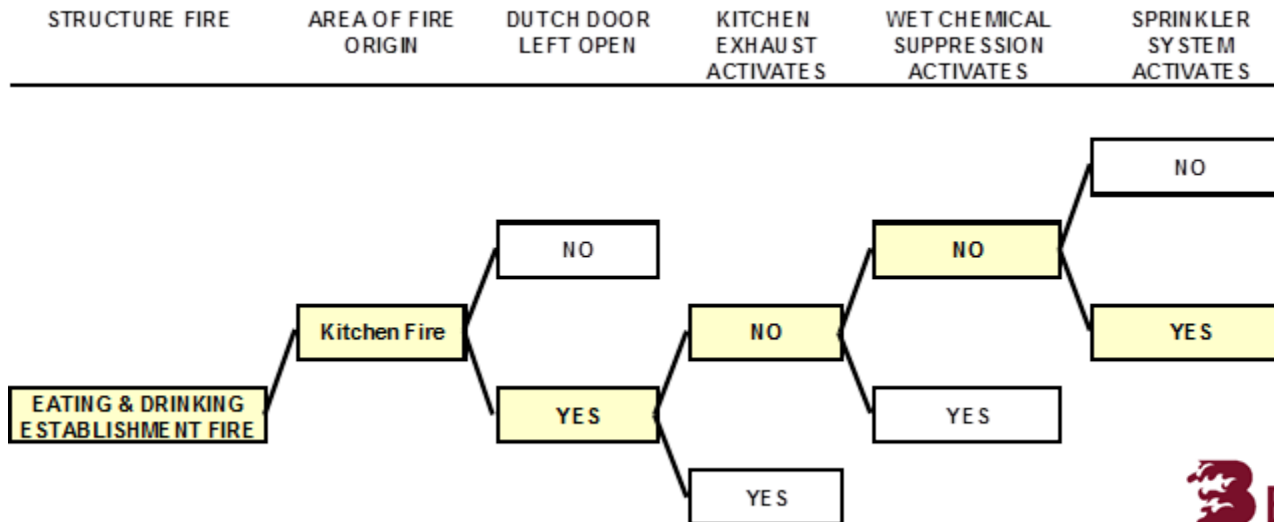 STRUCTURE FIRE
AREA OF FIRE
ORIGIN
DUTCH DOOR
LEFT OPEN
KITCHEN
EXHAUST
ACTIVATES
WET CHEMICAL
SUPPRESSION
ACTIVATES
SPRINKLER
SYSTEM
ACTIVATES
NO
NO
NO
Kitchen Fire
NO
YES
EATING & DRINKING
ESTABLISHMENT FIRE
YES
YES
YES